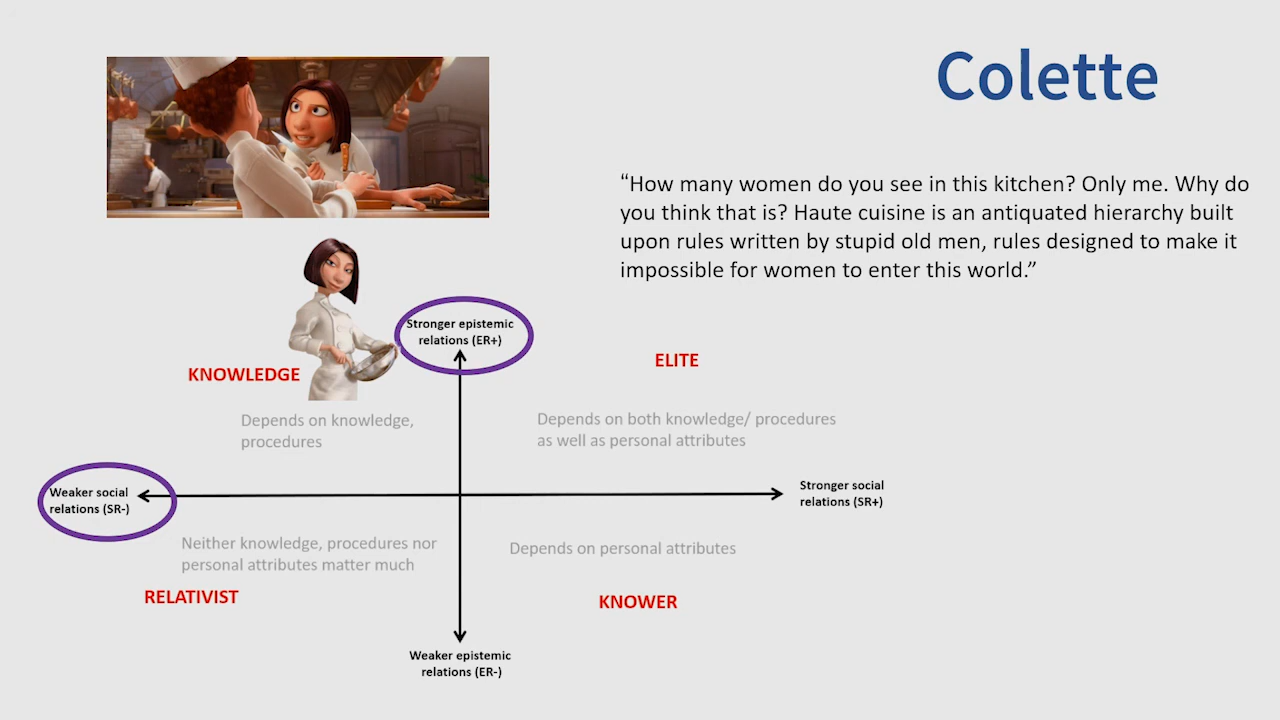 Colette
“How many women do you see in this kitchen? Only me. Why do
you think that is? Haute cuisine is an antiquated hierarchy built
upon rules written by stupid old men, rules designed to make it
impossible for women to enter this world.”
Stronger epistemic
relations (ER+)
KNOWLEDGE
ELITE
Depends on knowledge,
procedures
Depends on both knowledge/ procedures
as well as personal attributes
Weaker social
relations (SR-)
Stronger social
relations (SR+)
Neither knowledge, procedures nor
personal attributes matter much
Depends on personal attributes
RELATIVIST
KNOWER
Weaker epistemic
relations (ER-)